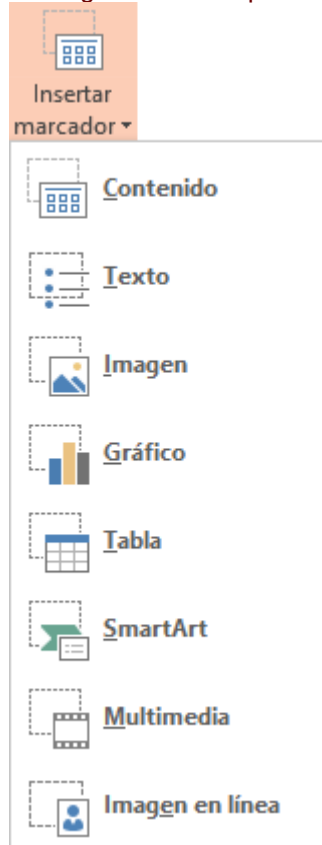 Insertar
marcador
Contenido
Texto
Imagen
Gráfico
Tabla
SmartArt
Multimedia
Imagen en línea